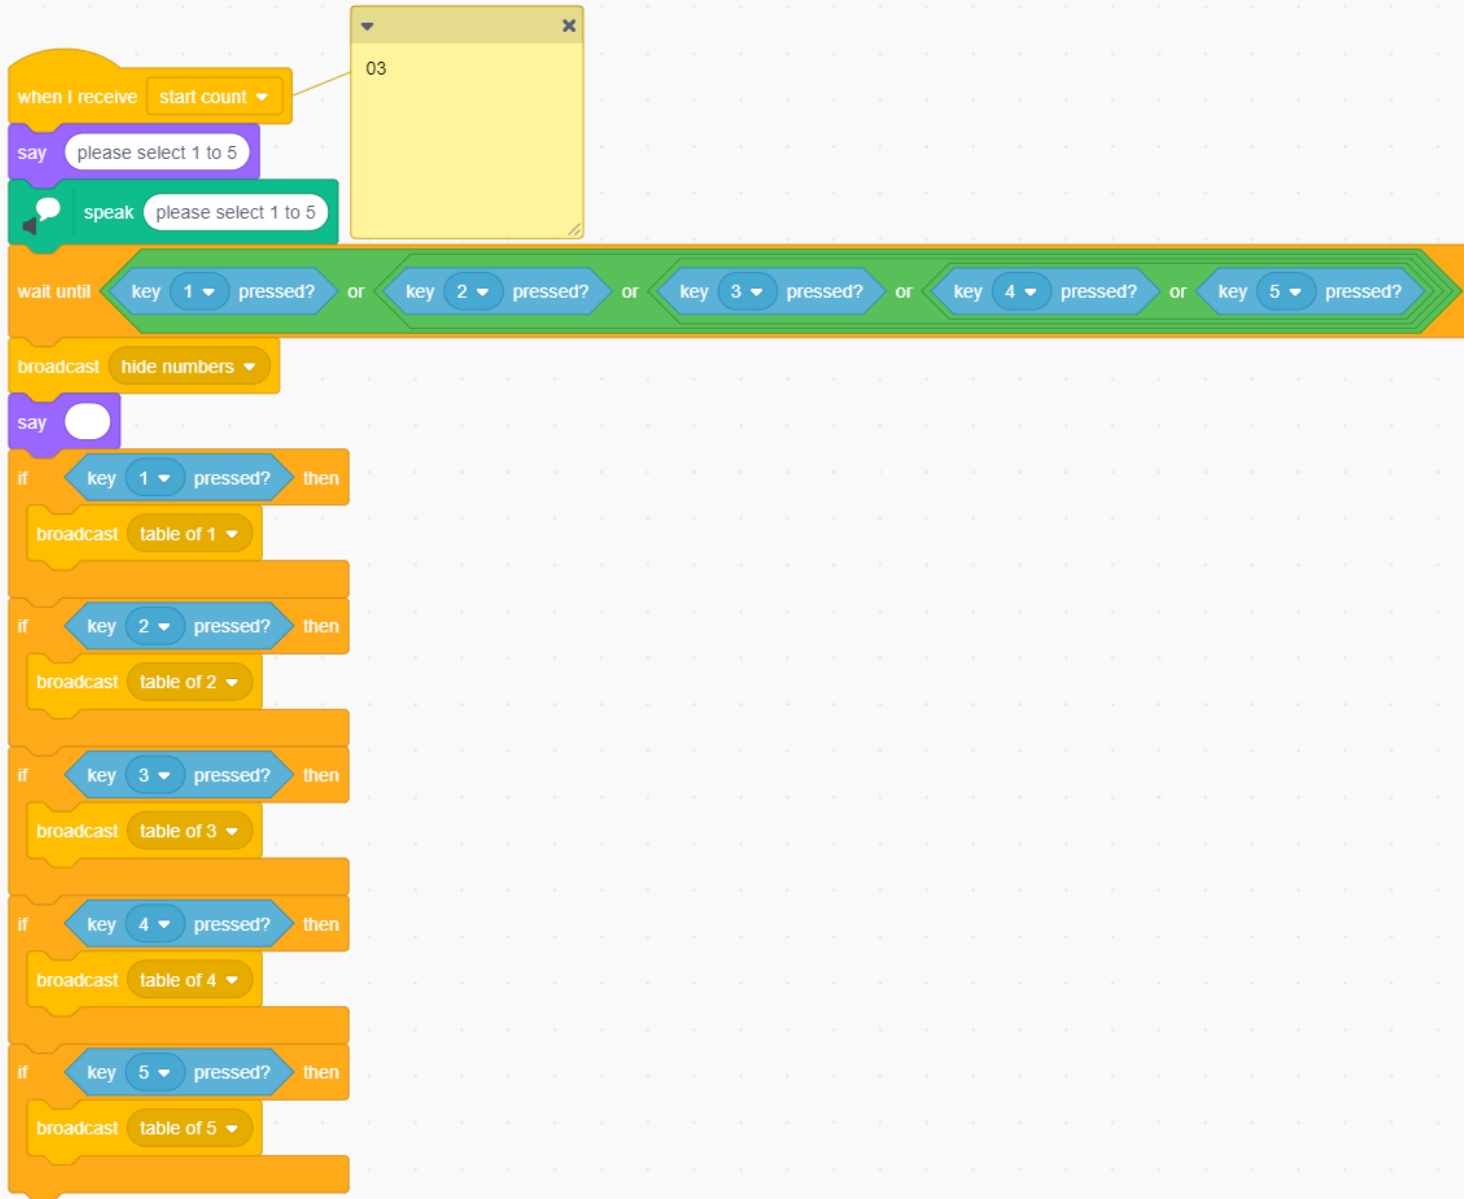 03
when I receive start count
say please select 1 to 5
speak please select 1 to 5
wait until key 1 pressed? or key 2 pressed? or key 3 pressed? or key 4 pressed? or key 5 pressed?
broadcast hide numbers
say
if key 1 pressed? then
broadcast table of 1
if key 2 pressed? then
broadcast table of 2
if key 3 pressed? then
broadcast table of 3
if key 4 pressed? then
broadcast table of 4
if key 5 pressed? then
broadcast table of 5